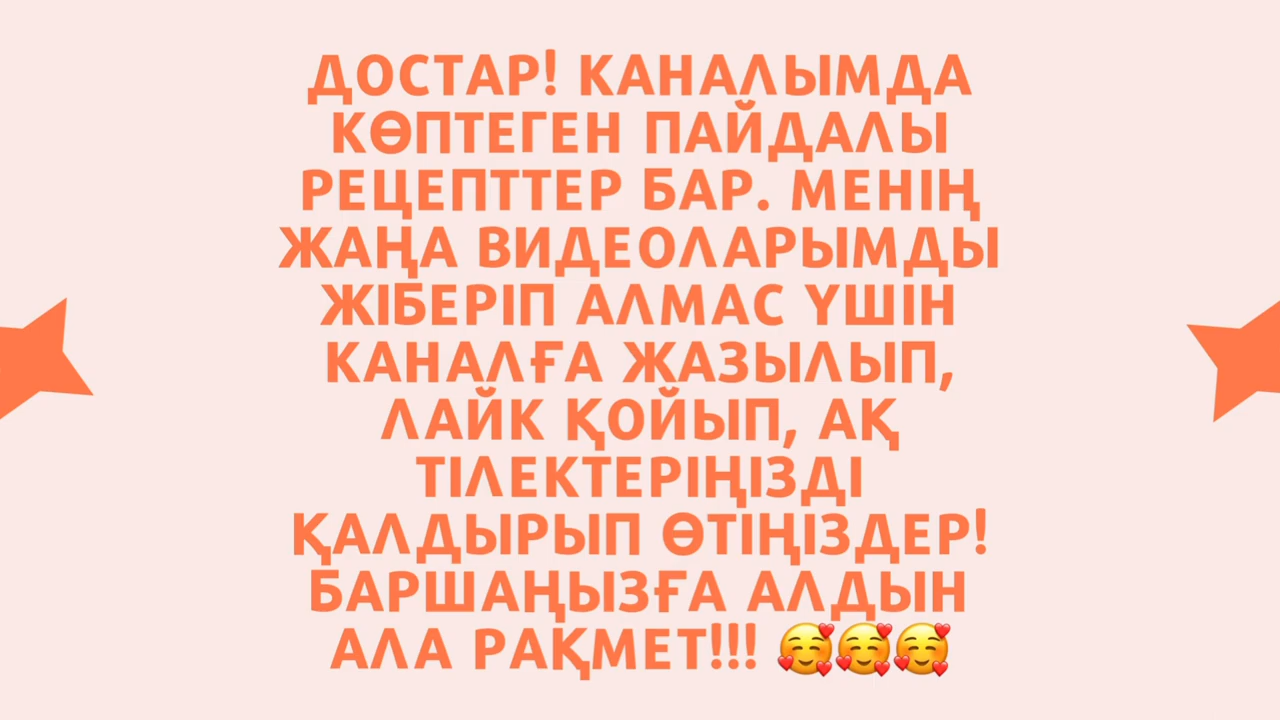 ДОСТАР! КАНАЛЫМДА
КӨПТЕГЕН ПАЙДАЛЫ
РЕЦЕПТТЕР БАР. МЕНІҢ
ЖАҢА ВИДЕОЛАРЫМДЫ
ЖІБЕРІП АЛМАС ҮШІН
КАНАЛҒА ЖАЗЫЛЫП,
ЛАЙК ҚОЙЫП, АҚ
ТІЛЕКТЕРІҢІЗДІ
ҚАЛДЫРЫП ӨТІҢІЗДЕР!
БАРШАҢЫЗҒА АЛДЫН
АЛА РАҚМЕТ!!! 🥰🥰🥰